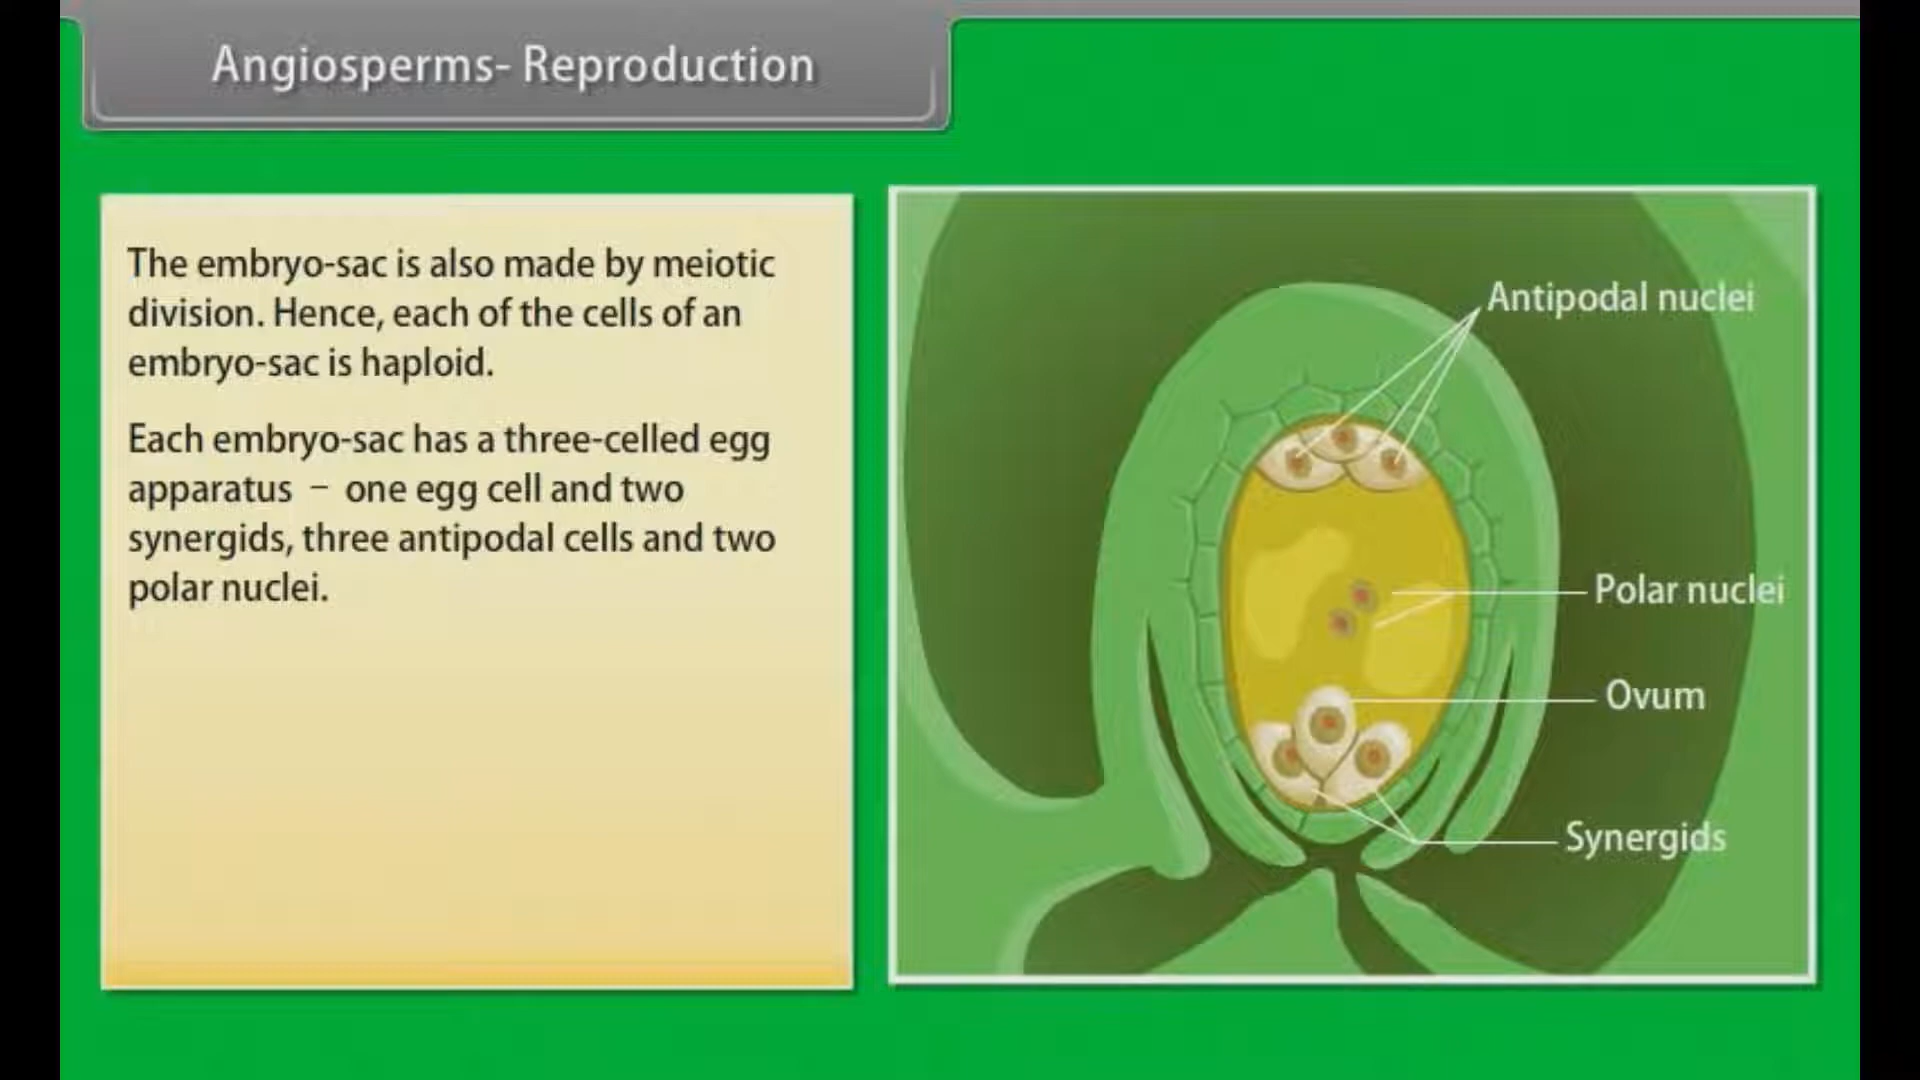 Angiosperms- Reproduction
The embryo-sac is also made by meiotic
division. Hence, each of the cells of an
embryo-sac is haploid.
Each embryo-sac has a three-celled egg
apparatus – one egg cell and two
synergids, three antipodal cells and two
polar nuclei.
Antipodal nuclei
Polar nuclei
Ovum
Synergids